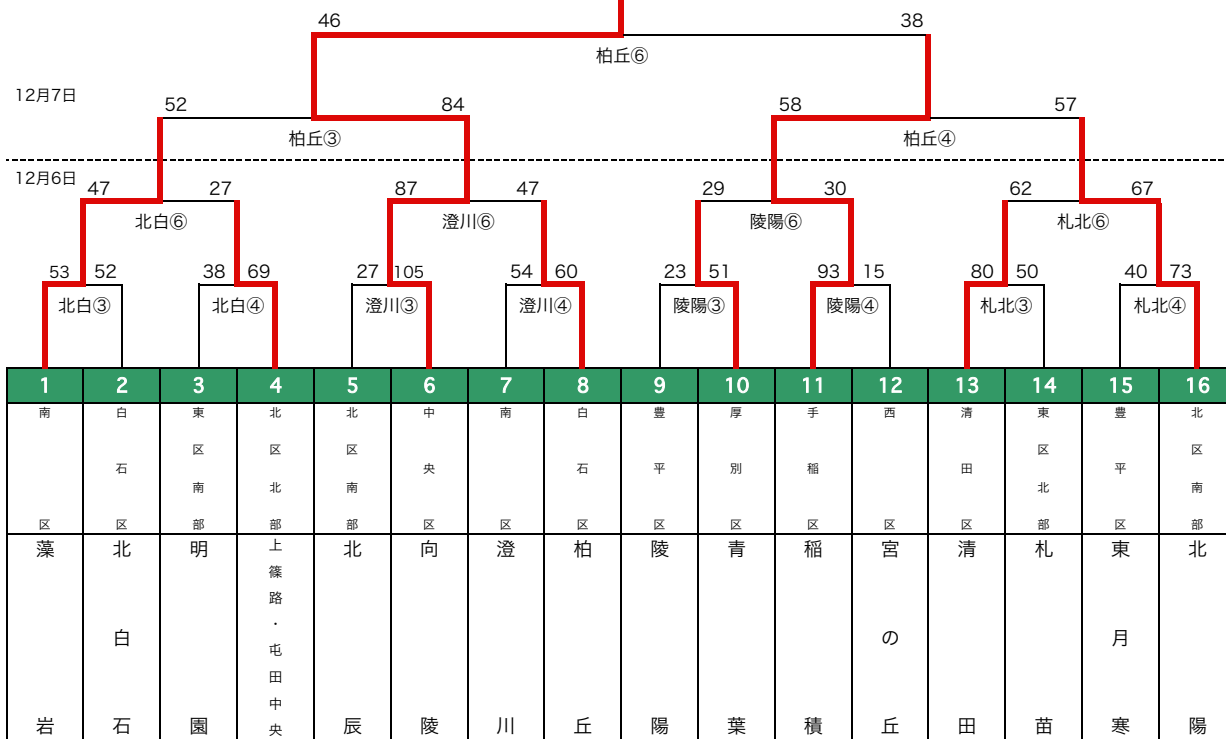 46 38
柏丘⑥
12月7日
52 84 58 57
柏丘③ 柏丘④
12月6日
47 27 87 47 29 30 62 67
北白⑥ 澄川⑥ 陵陽⑥ 札北⑥
53 52 38 69 27 105 54 60 23 51 93 15 80 50 40 73
北白③ 北白④ 澄川③ 澄川④ 陵陽③ 陵陽④ 札北③ 札北④
1 2 3 4 5 6 7 8 9 10 11 12 13 14 15 16
南区 白石区 東区南部 北区北部 北区南部 中央区 南区 白石区 豊平区 厚別区 手稲区 西区 清田区 東区北部 豊平区 北区南部
藻岩 北白石 明園 上篠路・屯田中央 北辰 向陵 澄川 柏丘 陵陽 青葉 稲積 宮の丘 清田 札苗 東月寒 北陽